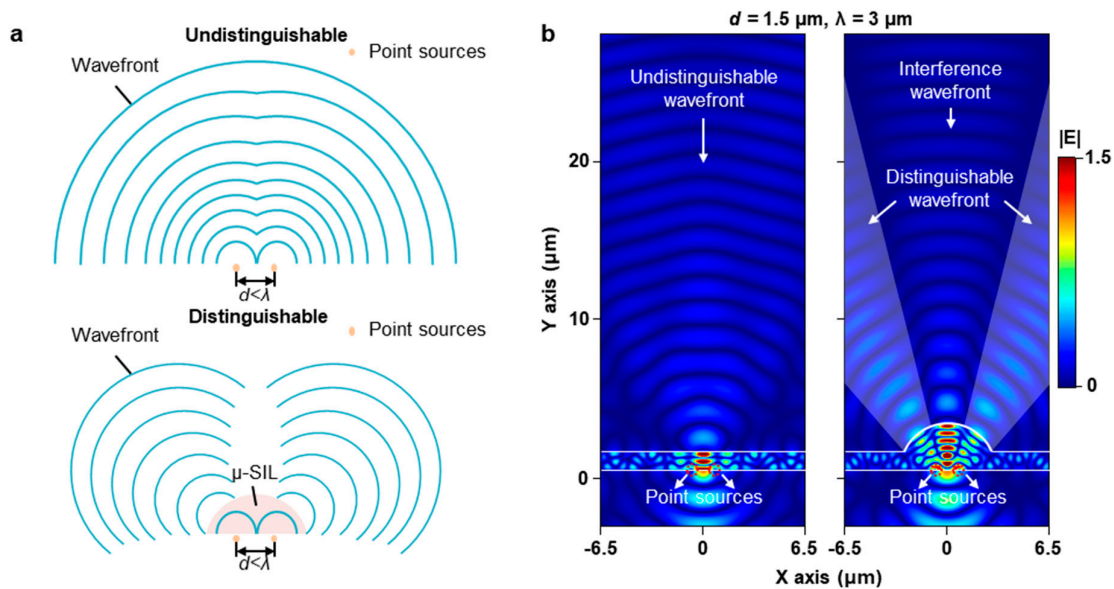 a
Undistinguishable
Point sources
Wavefront
d<λ
Distinguishable
Point sources
Wavefront
μ-SIL
d<λ
b
d = 1.5 μm, λ = 3 μm
Undistinguishable
wavefront
Point sources
Interference
wavefront
Distinguishable
wavefront
Point sources
Y axis (μm)
20
10
0
-6.5
0
6.5
-6.5
0
6.5
X axis (μm)
|E|
1.5
0